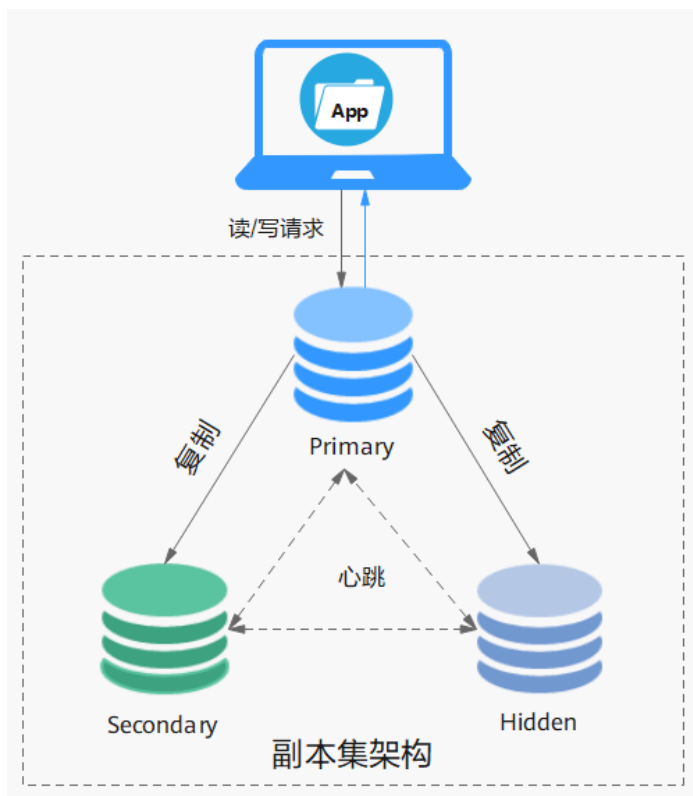 App
读/写请求
Primary
复制
复制
心跳
Secondary
Hidden
副本集架构